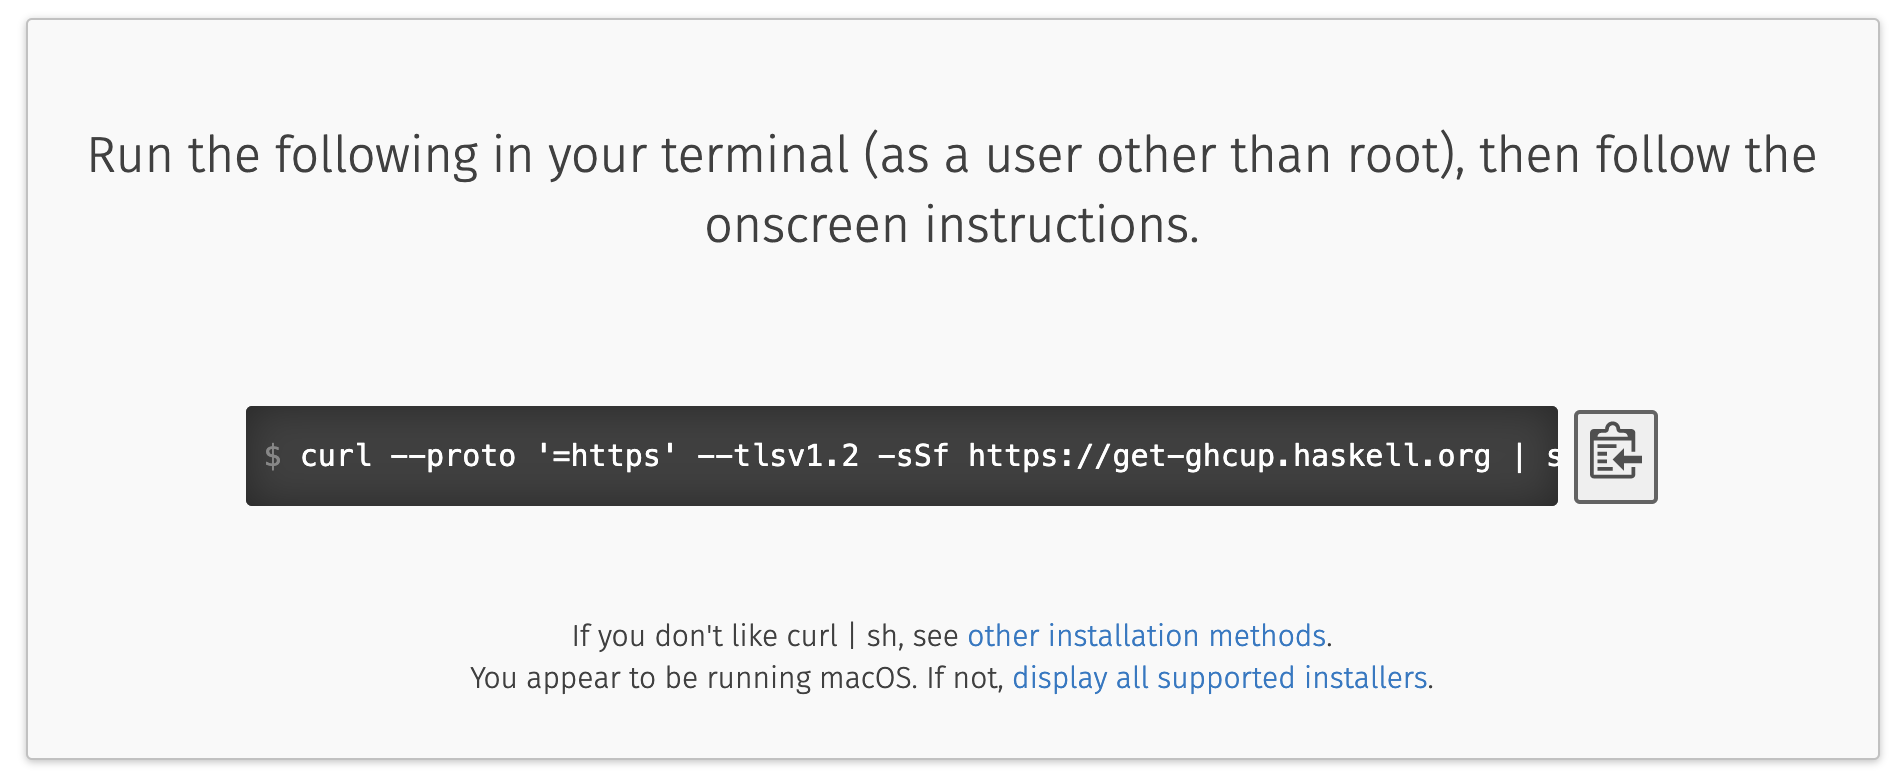 Run the following in your terminal (as a user other than root), then follow the
onscreen instructions.
$ curl --proto '=https' --tlsv1.2 -sSf https://get-ghcup.haskell.org | s
If you don't like curl | sh, see other installation methods.
You appear to be running macOS. If not, display all supported installers.